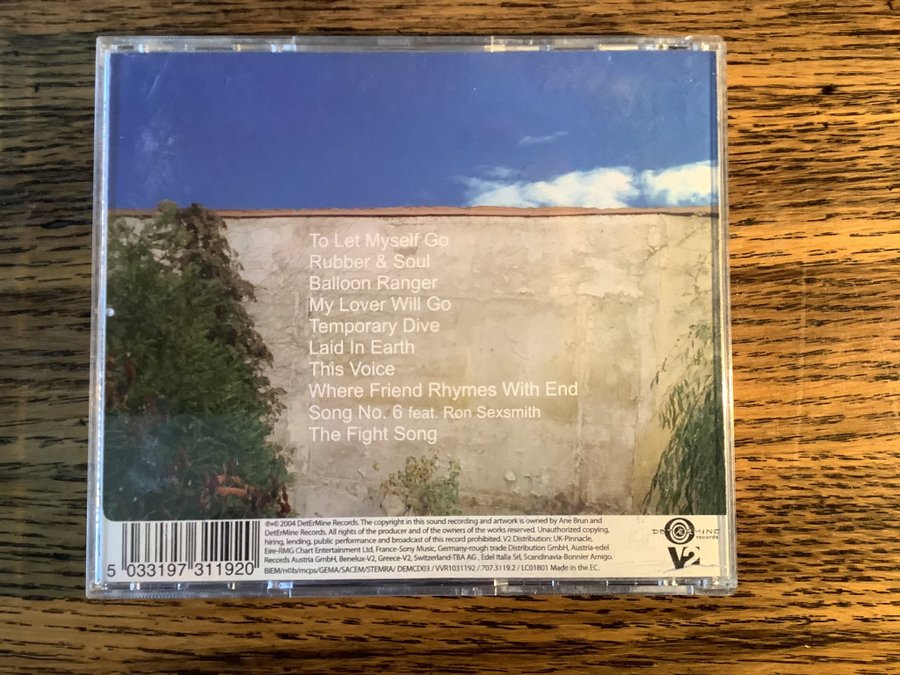 To Let Myself Go
Rubber & Soul
Balloon Ranger
My Lover Will Go
Temporary Dive
Laid In Earth
This Voice
Where Friend Rhymes With End
Song No. 6 feat. Ron Sexsmith
The Fight Song
5 033197 311920
℗+© 2004 DetErMine Records. The copyright in this sound recording and artwork is owned by Ane Brun and
DetErMine Records. All rights of the producer and of the owners of the works reserved. Unauthorized copying,
hiring, lending, public performance and broadcast of this record prohibited. V2 Distribution: UK-Pinnacle,
Eire-RMG Chart Entertainment Ltd, France-Sony Music, Germany-rough trade Distribution GmbH, Austria-edel
Records Austria GmbH, Benelux-V2, Greece-V2, Switzerland-TBA AG , Edel Italia Srl, Scandinavia-Bonnier Amigo.
BIEM/n©b/mcps/GEMA/SACEM/STEMRA/ DEMCD03 / VVR1031192 / 707.3119.2 / LC01801 Made in the EC.
DETERMINE
records
V2